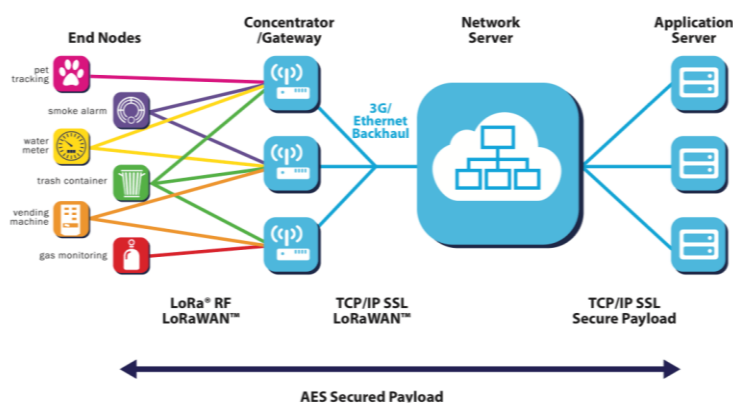 End Nodes
Concentrator
/Gateway
Network
Server
Application
Server
pet
tracking
smoke alarm
water
meter
trash container
vending
machine
gas monitoring
3G/
Ethernet
Backhaul
LoRa® RF
LoRaWAN™
TCP/IP SSL
LoRaWAN™
TCP/IP SSL
Secure Payload
AES Secured Payload